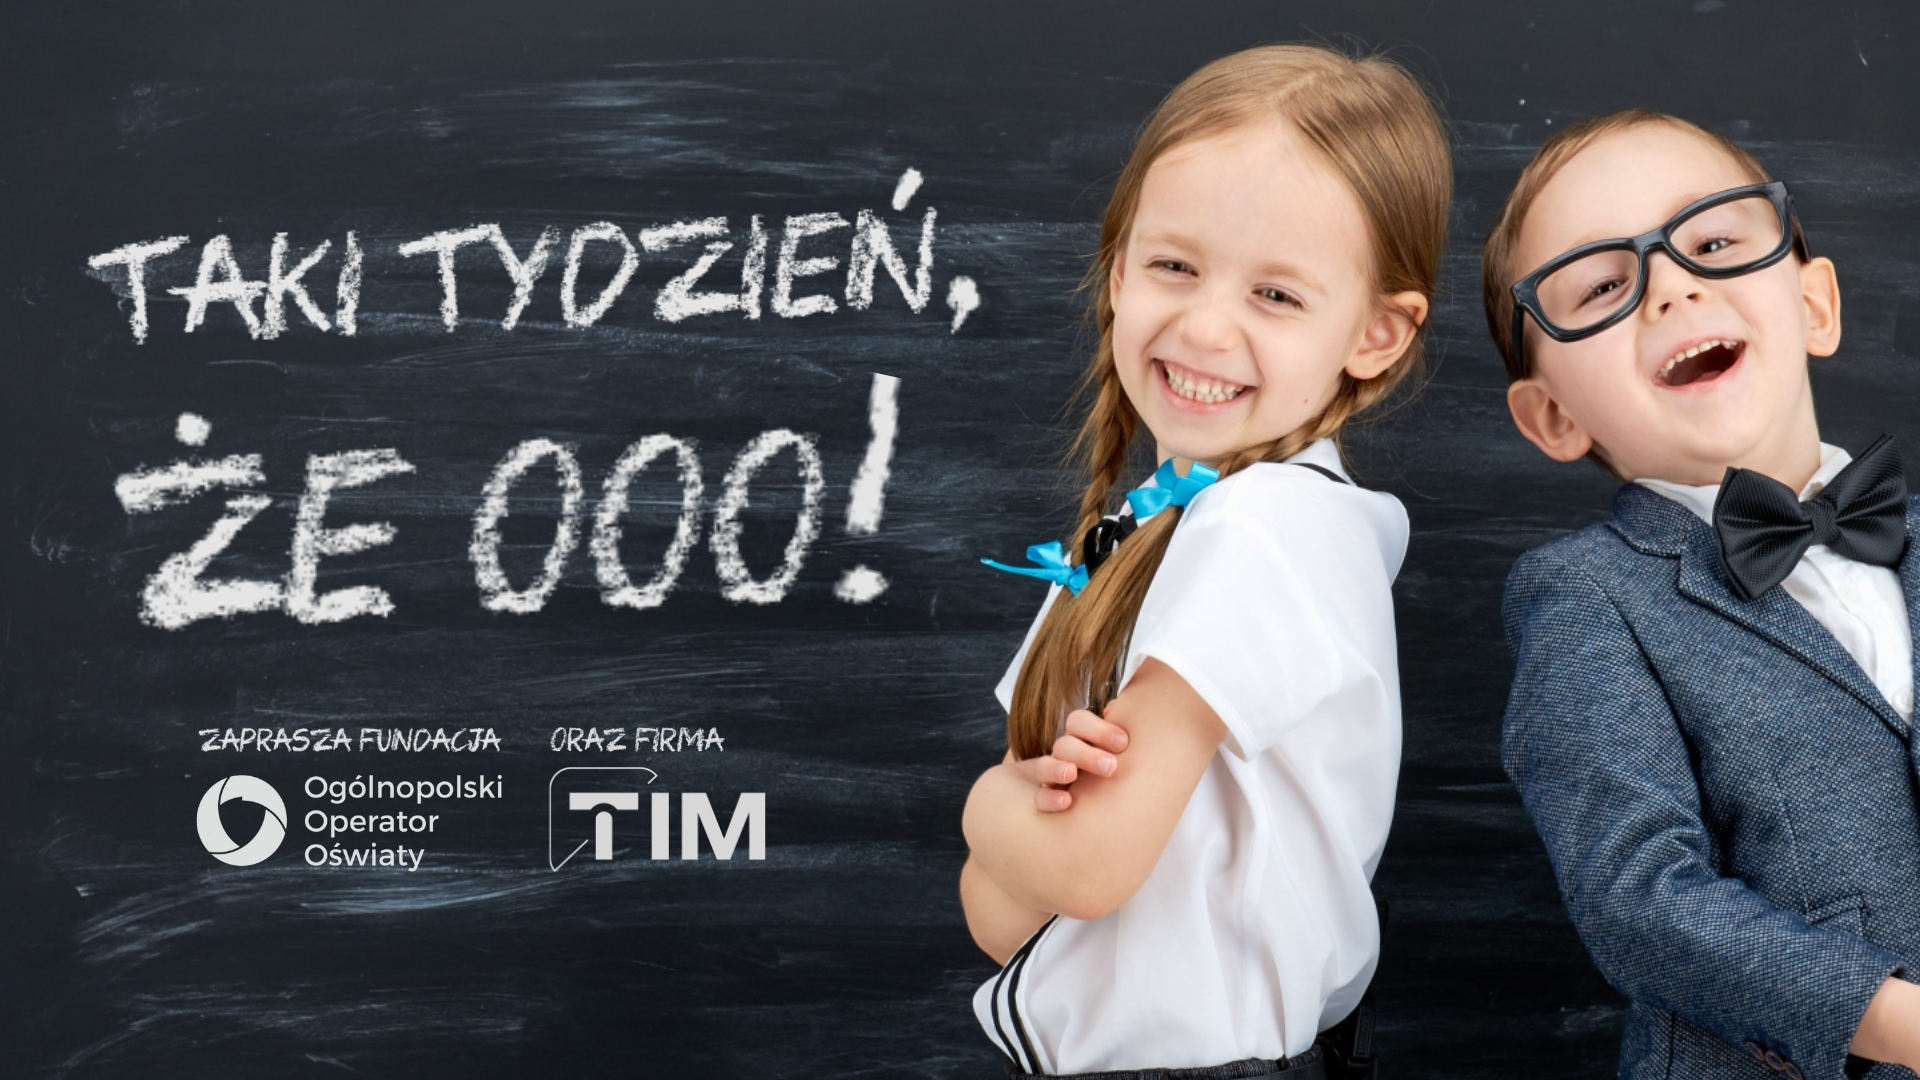 TAKI TYDZIEŃ,
ŻE OOO!
ZAPRASZA FUNDACJA
Ogólnopolski
Operator
Oświaty
ORAZ FIRMA
TIM